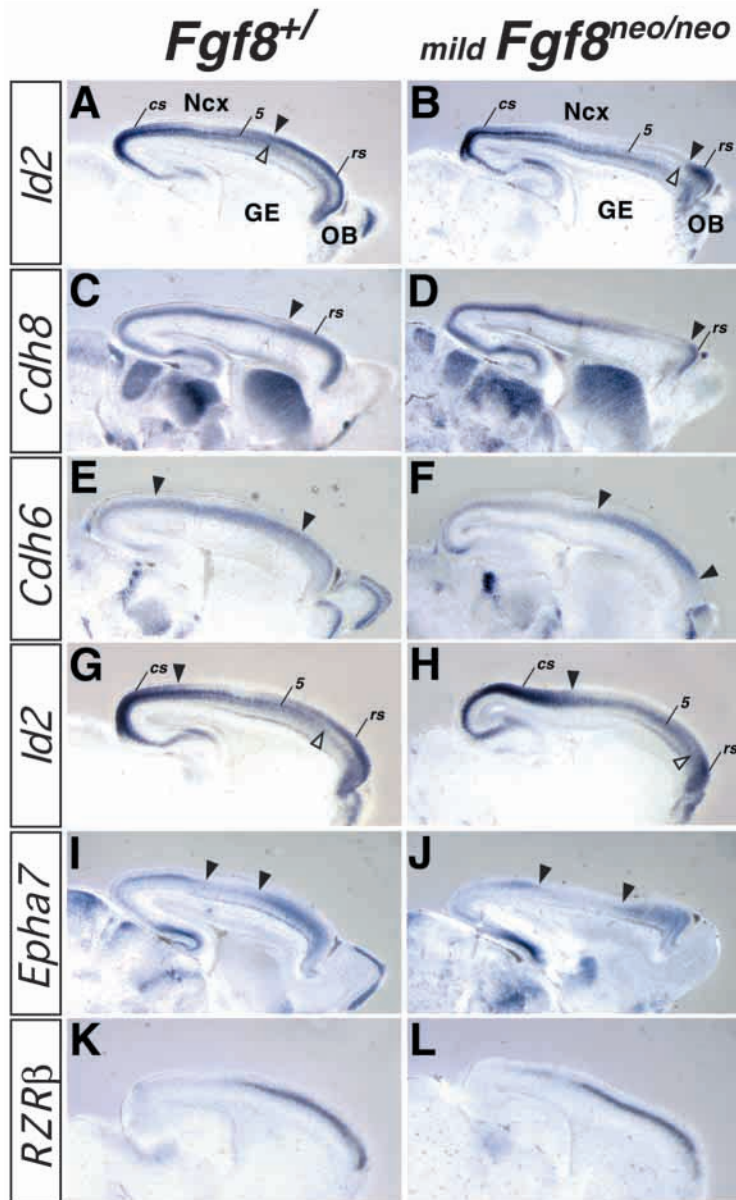 Fgf8+/ mild Fgf8neo/neo
Id2
A cs Ncx 5 rs GE OB
B cs Ncx 5 rs GE OB
Cdh8
C rs
D rs
Cdh6
E
F
Id2
G cs 5 rs
H cs 5 rs
Epha7
I
J
RZRβ
K
L